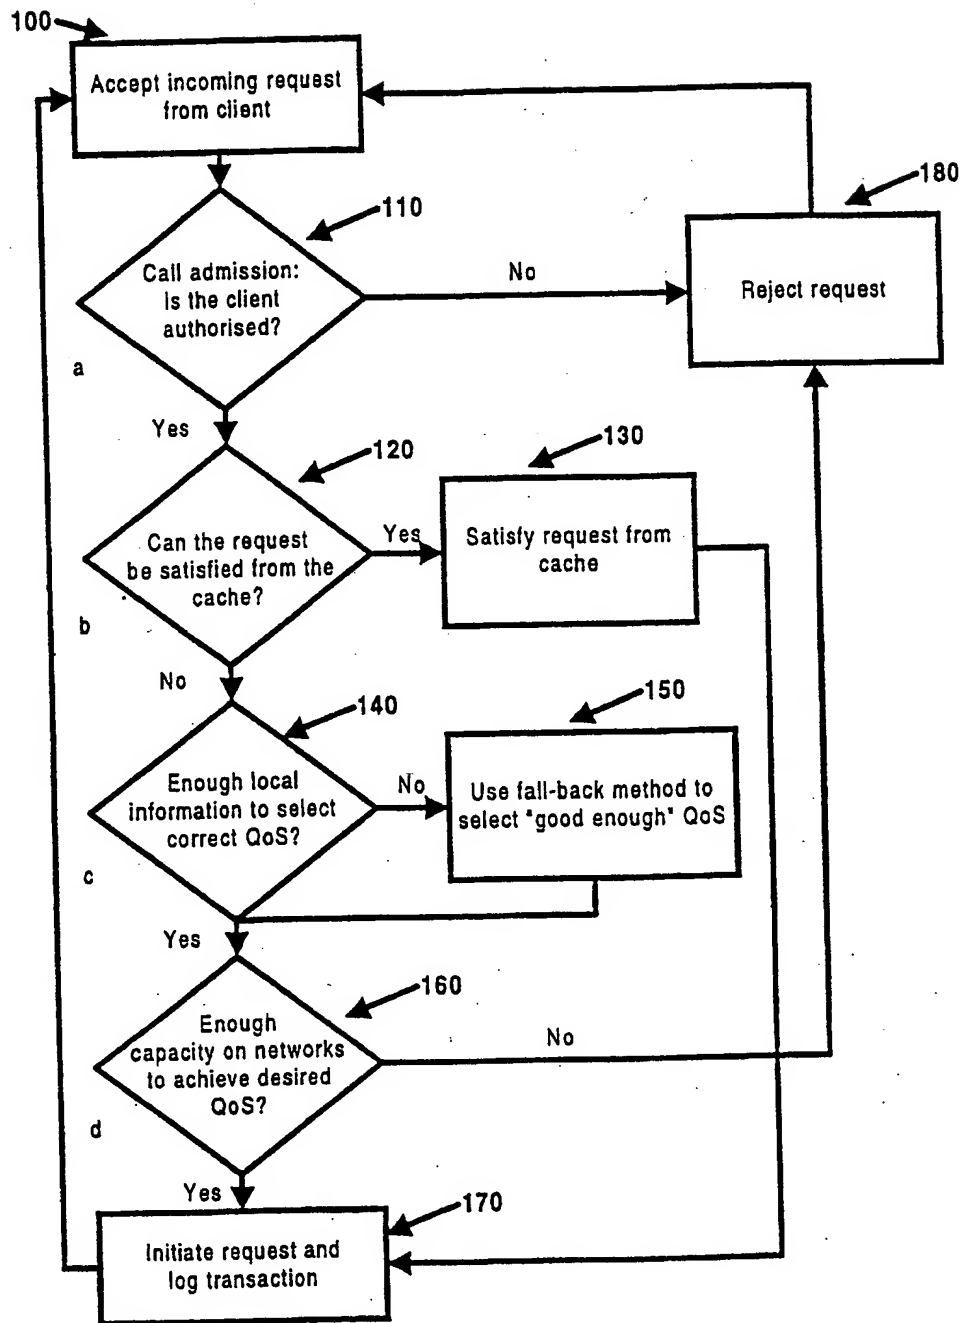 100
Accept incoming request
from client
110
180
Call admission:
Is the client
authorised?
No
Reject request
a
Yes
120
130
Can the request
be satisfied from the
cache?
Yes
Satisfy request from
cache
b
No
140
150
Enough local
information to select
correct QoS?
No
Use fall-back method to
select "good enough" QoS
c
Yes
160
Enough
capacity on networks
to achieve desired
QoS?
No
d
Yes
170
Initiate request and
log transaction